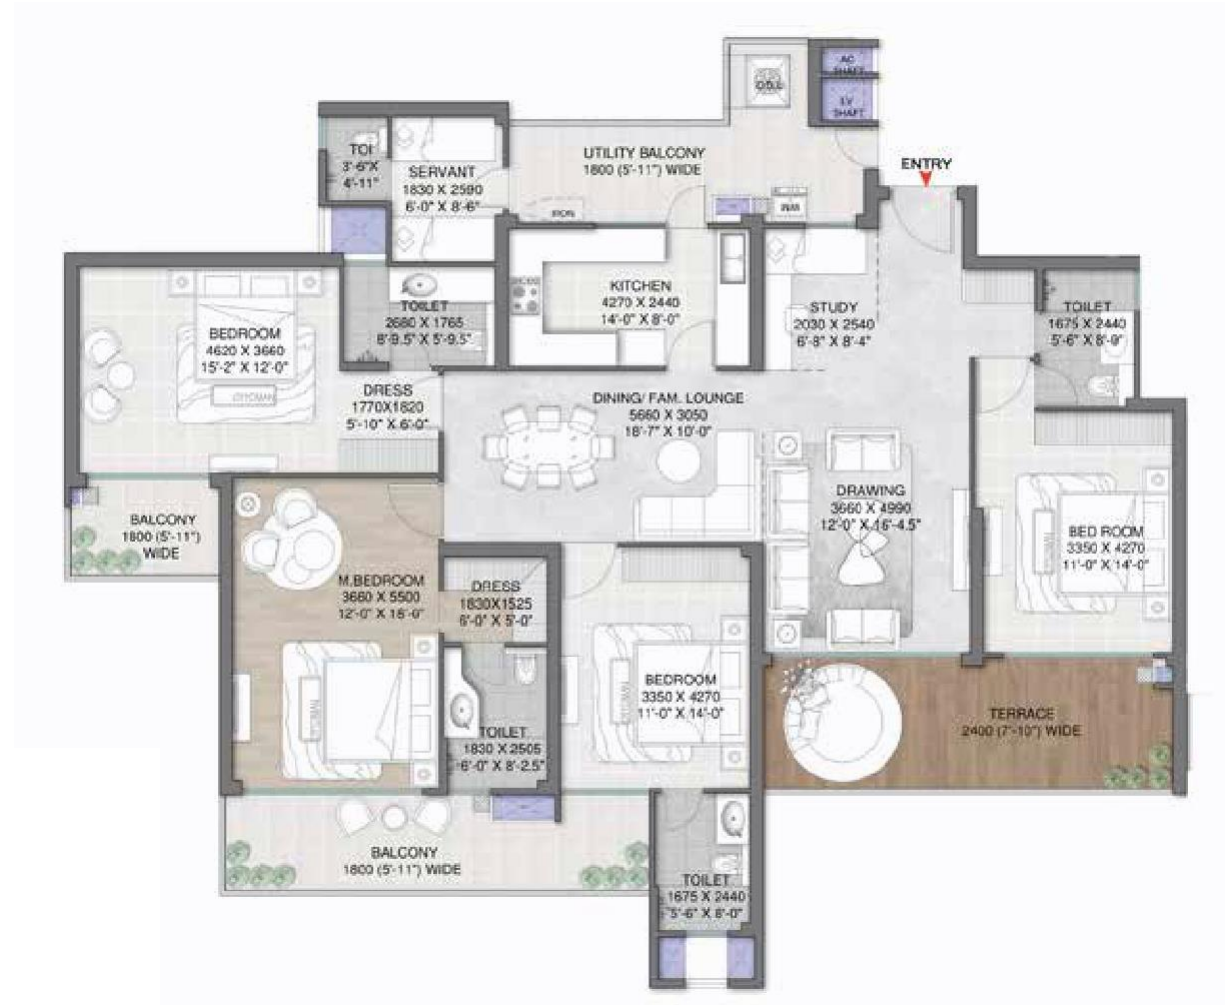 AC
SHAFT
LV
SHAFT
O.D.U
UTILITY BALCONY
1800 (5'-11") WIDE
ENTRY
TOI
3'-6"X
4'-11"
SERVANT
1830 X 2590
6'-0" X 8'-6"
IRON
WM
KITCHEN
4270 X 2440
14'-0" X 8'-0"
STUDY
2030 X 2540
6'-8" X 8'-4"
TOILET
1675 X 2440
5'-6" X 8'-0"
TOILET
2680 X 1765
8'-9.5" X 5'-9.5"
BEDROOM
4620 X 3660
15'-2" X 12'-0"
OTTOMAN
DRESS
1770X1820
5'-10" X 6'-0"
DINING/ FAM. LOUNGE
5660 X 3050
18'-7" X 10'-0"
DRAWING
3660 X 4990
12'-0" X 16'-4.5"
BED ROOM
3350 X 4270
11'-0" X 14'-0"
BALCONY
1800 (5'-11")
WIDE
M.BEDROOM
3660 X 5500
12'-0" X 18'-0"
DRESS
1830X1525
6'-0" X 5'-0"
BEDROOM
3350 X 4270
11'-0" X 14'-0"
TOILET
1830 X 2505
6'-0" X 8'-2.5"
TERRACE
2400 (7'-10") WIDE
BALCONY
1800 (5'-11") WIDE
TOILET
1675 X 2440
5'-6" X 8'-0"